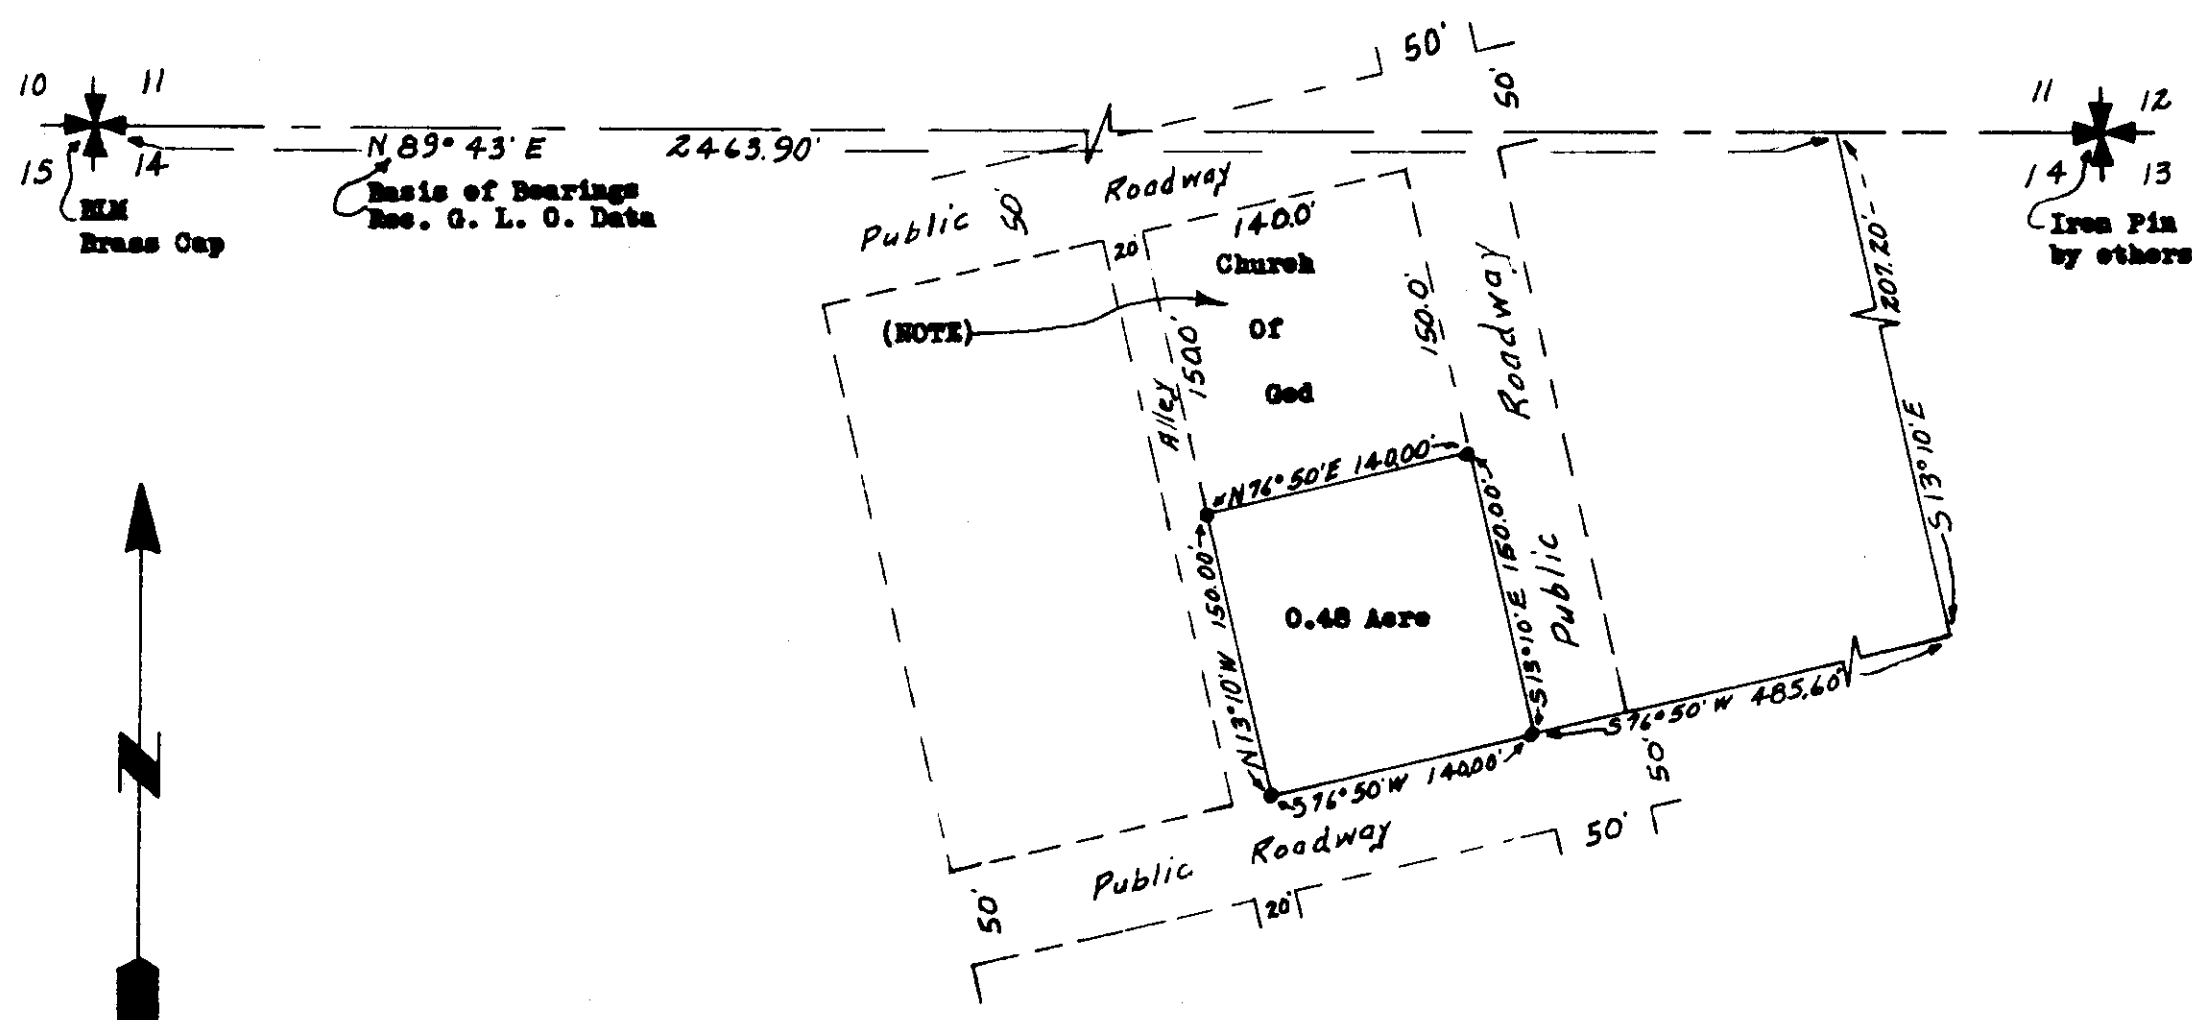 10 11
15 14
BLM
Brass Cap
N 89° 43' E 2463.90'
Basis of Bearings
Rec. G. L. O. Data
50'
50'
11 12
14 13
Iron Pin
by others
Public 50' Roadway
20'
140.0'
Church
Of
God
(NOTE)
Alley
150.0'
150.0'
Roadway
Public
207.20'
S 13° 10' E
N 76° 50' E 140.00'
S 13° 10' E 150.00'
N 13° 10' W 150.00'
0.48 Acre
S 76° 50' W 140.00'
S 76° 50' W 485.60'
50'
50'
Public Roadway
50'
20'
N